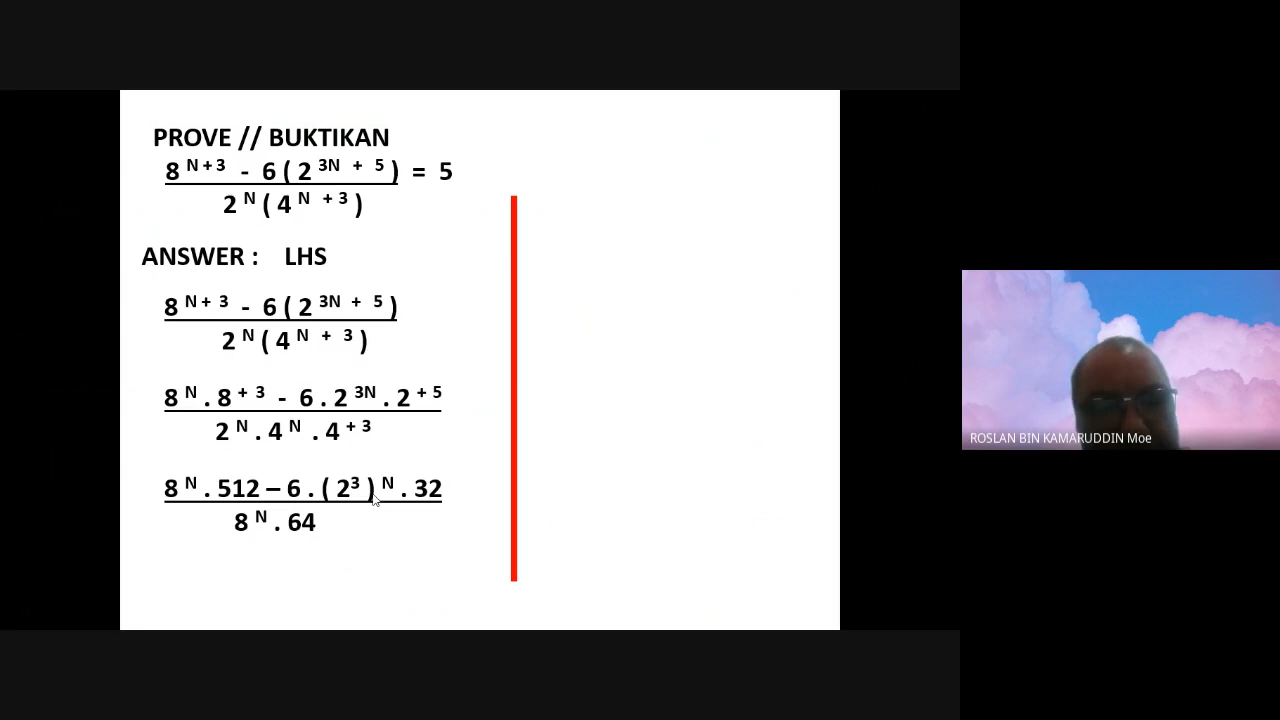 PROVE // BUKTIKAN
8 ᴺ⁺³ - 6 ( 2 ³ᴺ ⁺ ⁵ ) = 5
2 ᴺ ( 4 ᴺ ⁺ ³ )
ANSWER : LHS
8 ᴺ⁺ ³ - 6 ( 2 ³ᴺ ⁺ ⁵ )
2 ᴺ ( 4 ᴺ ⁺ ³ )
8 ᴺ . 8 ⁺ ³ - 6 . 2 ³ᴺ . 2 ⁺ ⁵
2 ᴺ . 4 ᴺ . 4 ⁺ ³
8 ᴺ . 512 – 6 . ( 2³ ) ᴺ . 32
8 ᴺ . 64
ROSLAN BIN KAMARUDDIN Moe